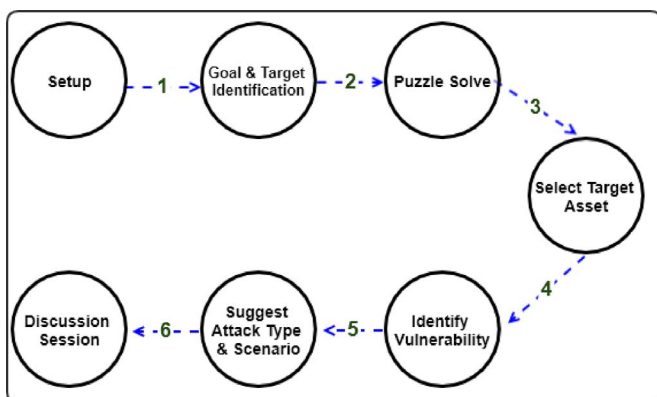 Setup
1
Goal & Target
Identification
2
Puzzle Solve
3
Select Target
Asset
4
Identify
Vulnerability
5
Suggest
Attack Type
& Scenario
6
Discussion
Session